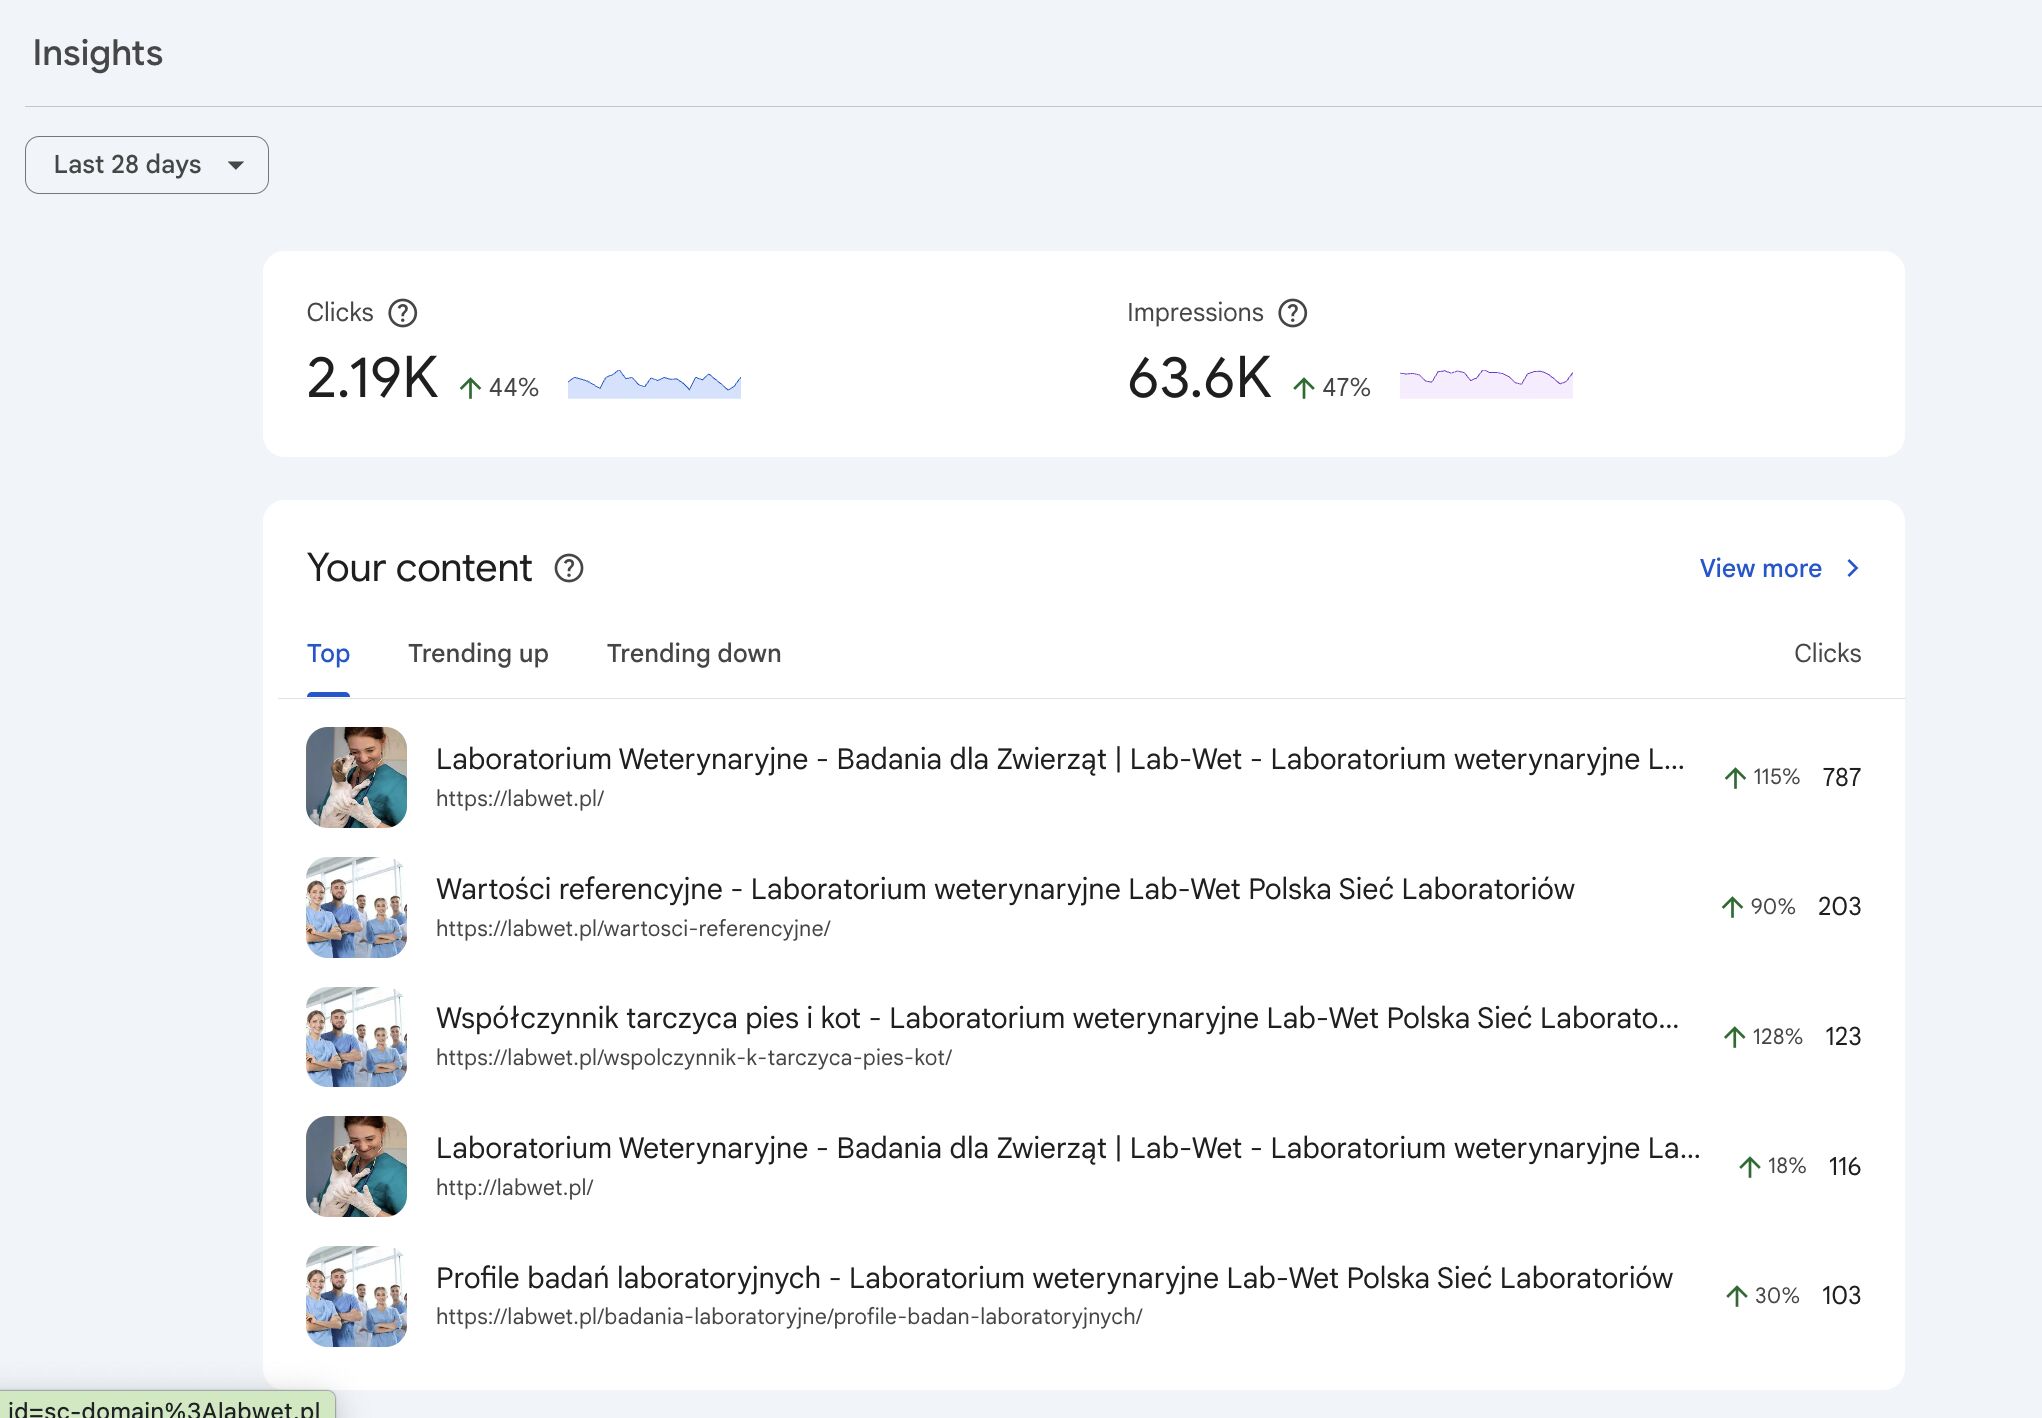 Insights
Last 28 days
Clicks
Impressions
2.19K 44%
63.6K 47%
Your content
View more
Top Trending up Trending down Clicks
Laboratorium Weterynaryjne - Badania dla Zwierząt | Lab-Wet - Laboratorium weterynaryjne L...
https://labwet.pl/
115% 787
Wartości referencyjne - Laboratorium weterynaryjne Lab-Wet Polska Sieć Laboratoriów
https://labwet.pl/wartosci-referencyjne/
90% 203
Współczynnik tarczyca pies i kot - Laboratorium weterynaryjne Lab-Wet Polska Sieć Laborato...
https://labwet.pl/wspolczynnik-k-tarczyca-pies-kot/
128% 123
Laboratorium Weterynaryjne - Badania dla Zwierząt | Lab-Wet - Laboratorium weterynaryjne La...
http://labwet.pl/
18% 116
Profile badań laboratoryjnych - Laboratorium weterynaryjne Lab-Wet Polska Sieć Laboratoriów
https://labwet.pl/badania-laboratoryjne/profile-badan-laboratoryjnych/
30% 103
id=sc-domain%3Alabwet.pl